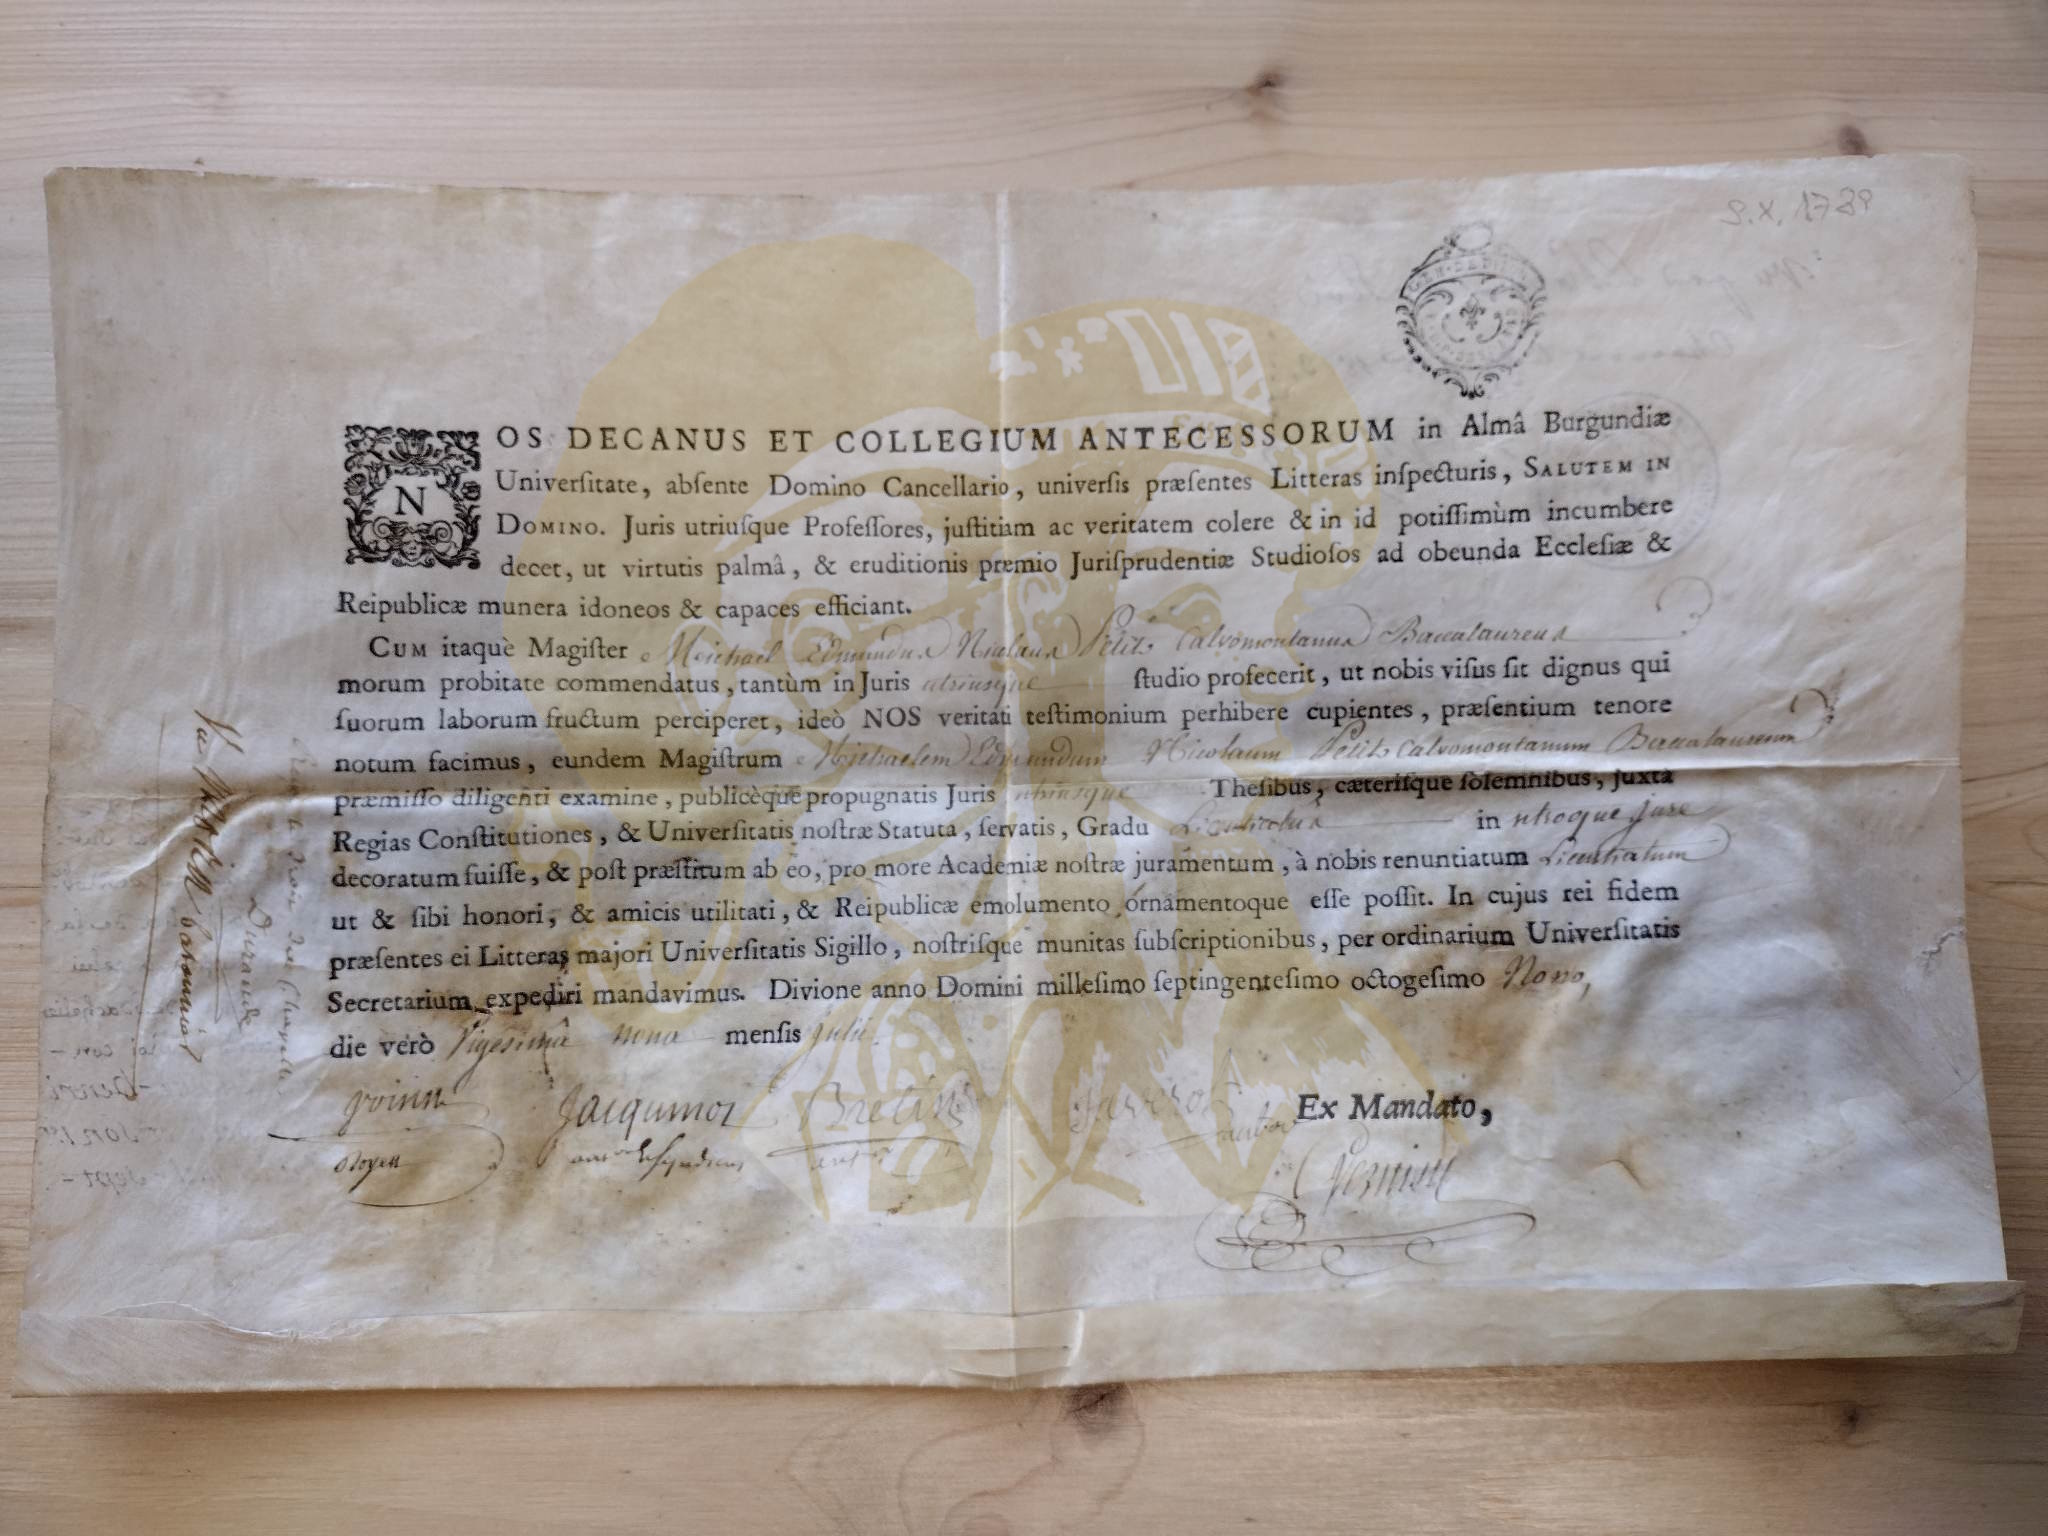 S.X. 1789
NOS DECANUS ET COLLEGIUM ANTECESSORUM in Almâ Burgundiæ
Univerſitate, abſente Domino Cancellario, univerſis præſentes Litteras inſpecturis, SALUTEM IN
DOMINO. Juris utriuſque Profeſſores, juſtitiam ac veritatem colere & in id potiſſimùm incumbere
decet, ut virtutis palmâ, & eruditionis premio Juriſprudentiæ Studioſos ad obeunda Eccleſiæ &
Reipublicæ munera idoneos & capaces efficiant.
CUM itaquè Magiſter Michael Edmundus Nicolaus Petit Calvomontanus Baccalaureus
morum probitate commendatus, tantùm in Juris utriusque ſtudio profecerit, ut nobis viſus ſit dignus qui
ſuorum laborum fructum perciperet, ideò NOS veritati teſtimonium perhibere cupientes, præſentium tenore
notum facimus, eundem Magiſtrum Michaelem Edmundum Nicolaum Petit Calvomontanum Baccalaureum
præmiſſo diligenti examine, publicèque propugnatis Juris utriusque Theſibus, cæteriſque ſolemnibus, juxtà
Regias Conſtitutiones, & Univerſitatis noſtræ Statuta, ſervatis, Gradu Licentiatus in utroque jure
decoratum fuiſſe, & poſt præſtitum ab eo, pro more Academiæ noſtræ juramentum, à nobis renuntiatum Licentiatum
ut & ſibi honori, & amicis utilitati, & Reipublicæ emolumento ornamentoque eſſe poſſit. In cujus rei fidem
præſentes ei Litteras majori Univerſitatis Sigillo, noſtriſque munitas ſubſcriptionibus, per ordinarium Univerſitatis
Secretarium expediri mandavimus. Divione anno Domini milleſimo ſeptingenteſimo octogeſimo Nono,
die verò Vigesimâ nona menſis Julii.
Jacquinot Bretin
Ex Mandato,
doyen
Durande